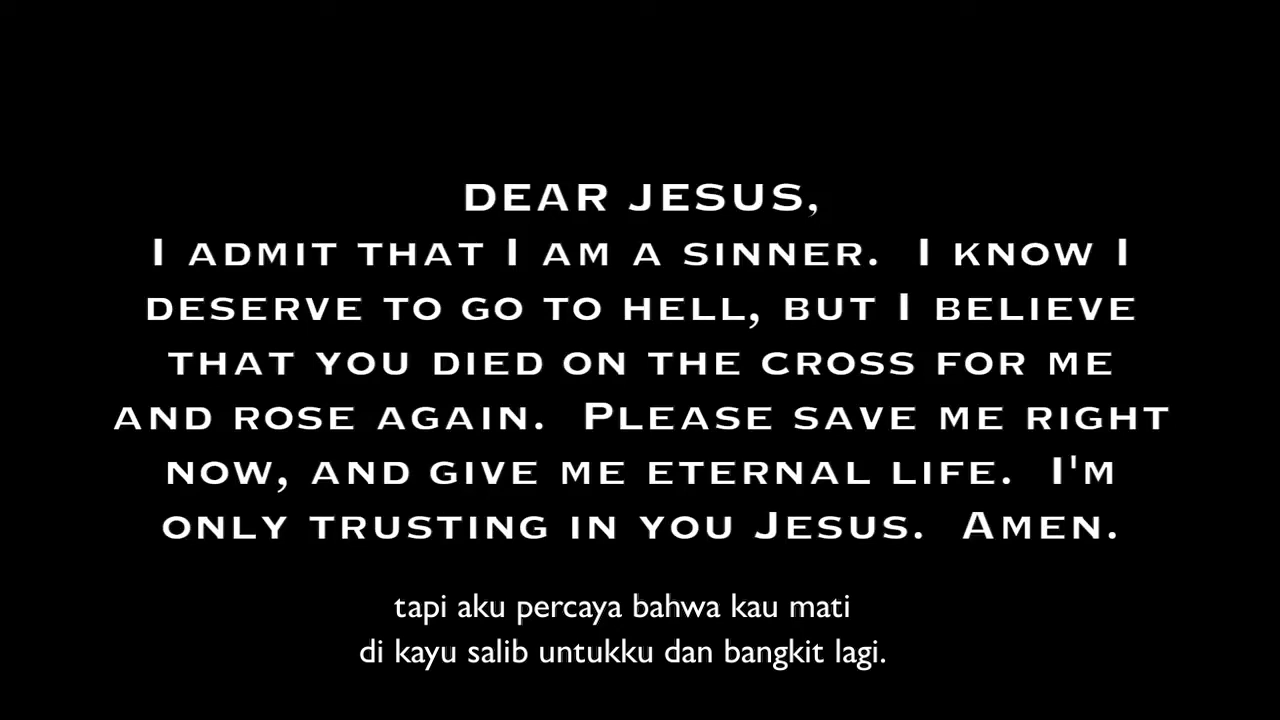 DEAR JESUS,
I ADMIT THAT I AM A SINNER.  I KNOW I
DESERVE TO GO TO HELL, BUT I BELIEVE
THAT YOU DIED ON THE CROSS FOR ME
AND ROSE AGAIN.  PLEASE SAVE ME RIGHT
NOW, AND GIVE ME ETERNAL LIFE.  I'M
ONLY TRUSTING IN YOU JESUS.  AMEN.
tapi aku percaya bahwa kau mati
di kayu salib untukku dan bangkit lagi.